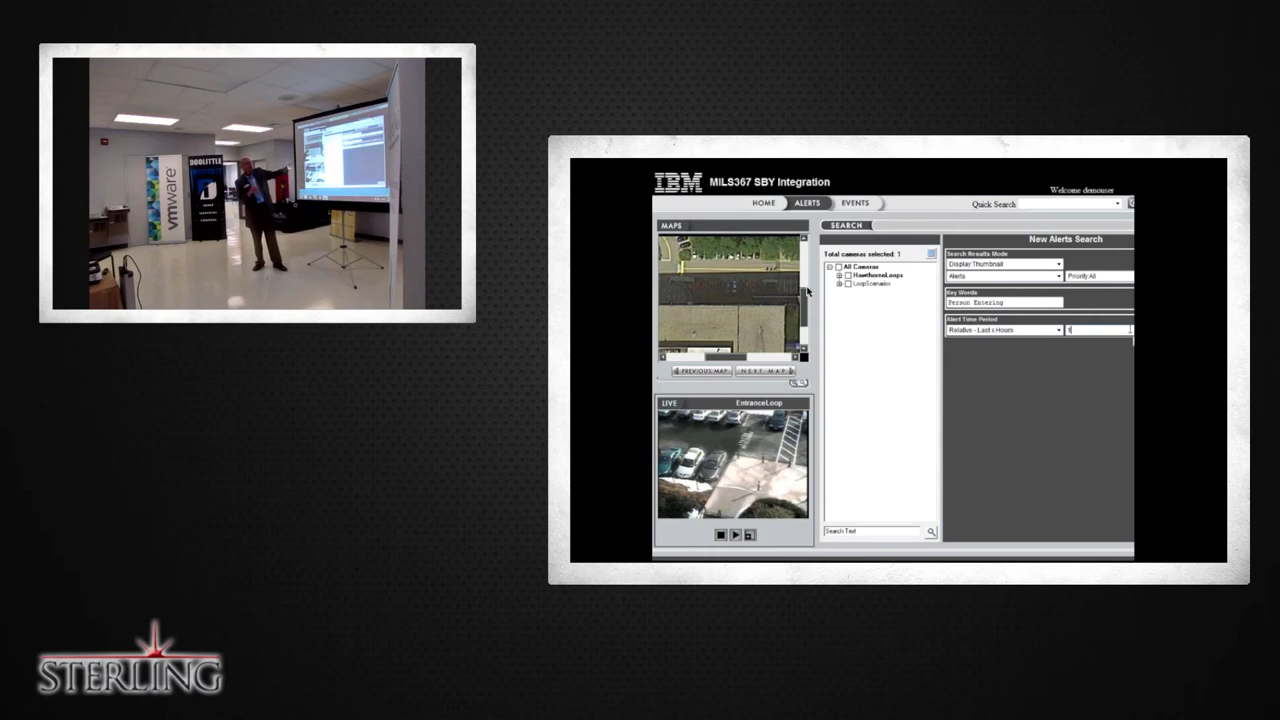 vmware
DOOLITTLE
IBM MILS367 SBY Integration
Welcome demouser
HOME ALERTS EVENTS Quick Search
MAPS
SEARCH
New Alerts Search
Total cameras selected: 1
Search Results Mode
All Cameras
Display Thumbnail
HawthorneLoops
Alerts Priority:All
LoopScenarios
Key Words
Person Entering
Alert Time Period
Relative - Last x Hours
PREVIOUS MAP NEXT MAP
LIVE EntranceLoop
Search Text
STERLING